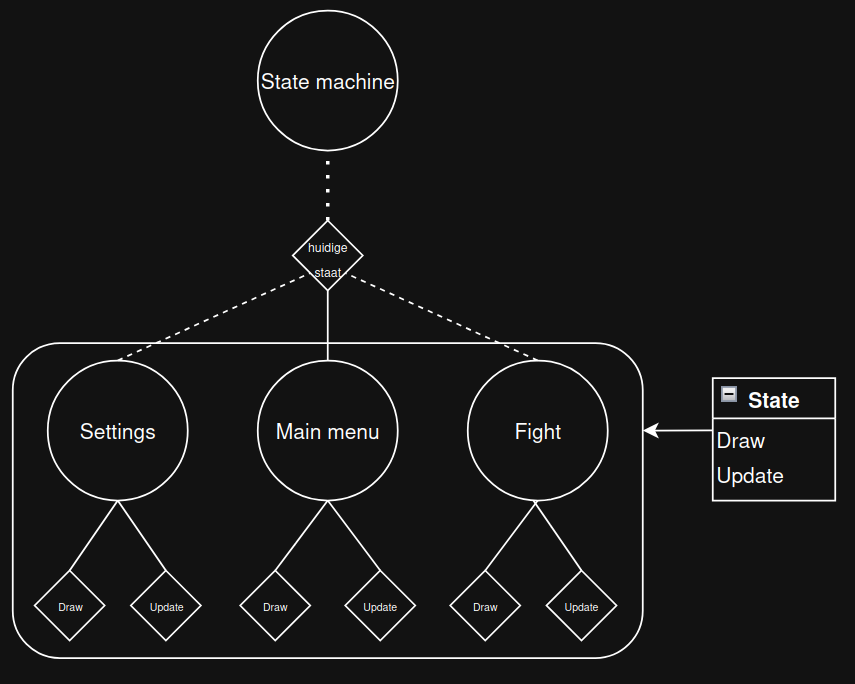 State machine
huidige
staat
Settings
Main menu
Fight
State
Draw
Update
Draw
Update
Draw
Update
Draw
Update